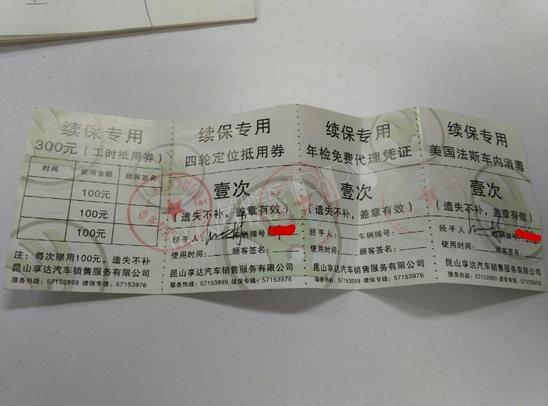 续保专用
300元（工时抵用券）
时间 使用金额 顾客签名
100元
100元
100元
注：每次限用100元，遗失不补
昆山享达汽车销售服务有限公司
服务热线：57153999 续保专线：57153976
续保专用
四轮定位抵用券
壹次
（遗失不补，盖章有效）
经手人： 车辆牌号：
使用时间： 顾客签名：
昆山享达汽车销售服务有限公司
服务热线：57153999 续保专线：57153976
续保专用
年检免费代理凭证
壹次
（遗失不补，盖章有效）
经手人： 车辆牌号：
使用时间： 顾客签名：
昆山享达汽车销售服务有限公司
服务热线：57153999 续保专线：57153976
续保专用
美国法斯车内消毒
壹次
（遗失不补，盖章有效）
经手人： 车辆牌号：
使用时间： 顾客签名：
昆山享达汽车销售服务有限公司
服务热线：57153999 续保专线：57153976